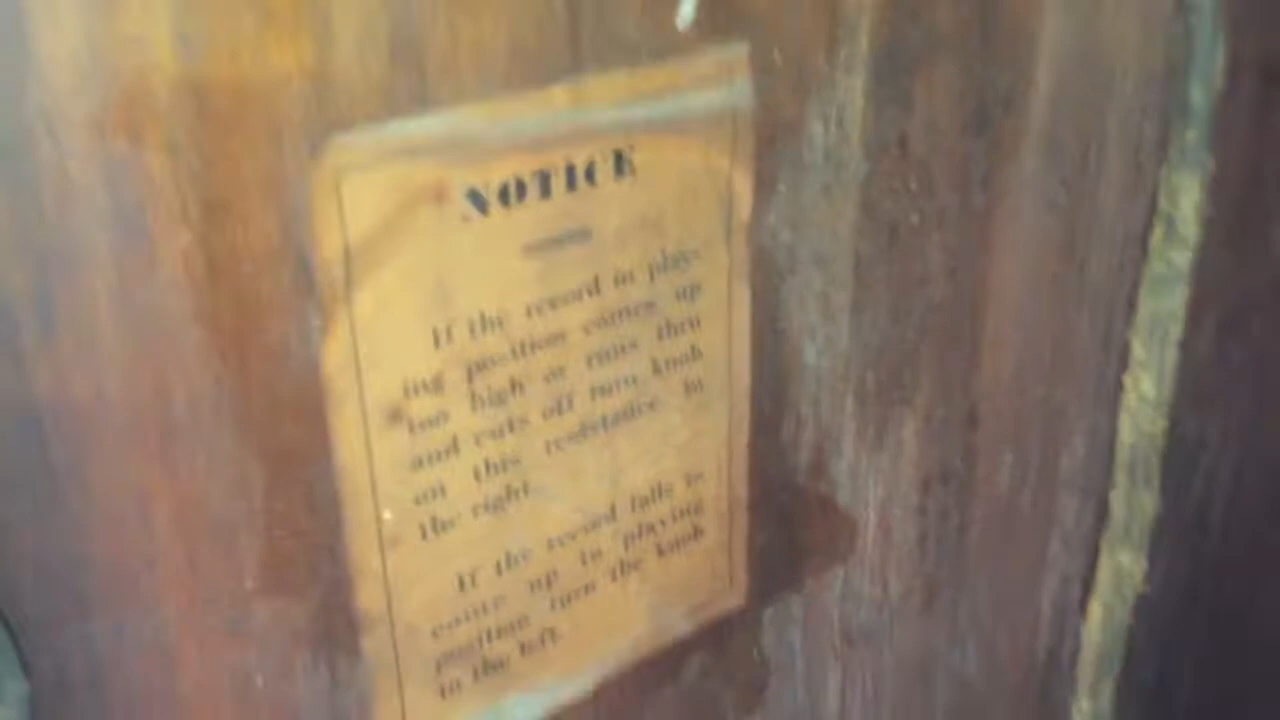 NOTICE
If the record in play-
ing position comes up
too high or runs thru
and cuts off turn knob
on this resistance to
the right.
If the record fails to
come up in playing
position turn the knob
to the left.